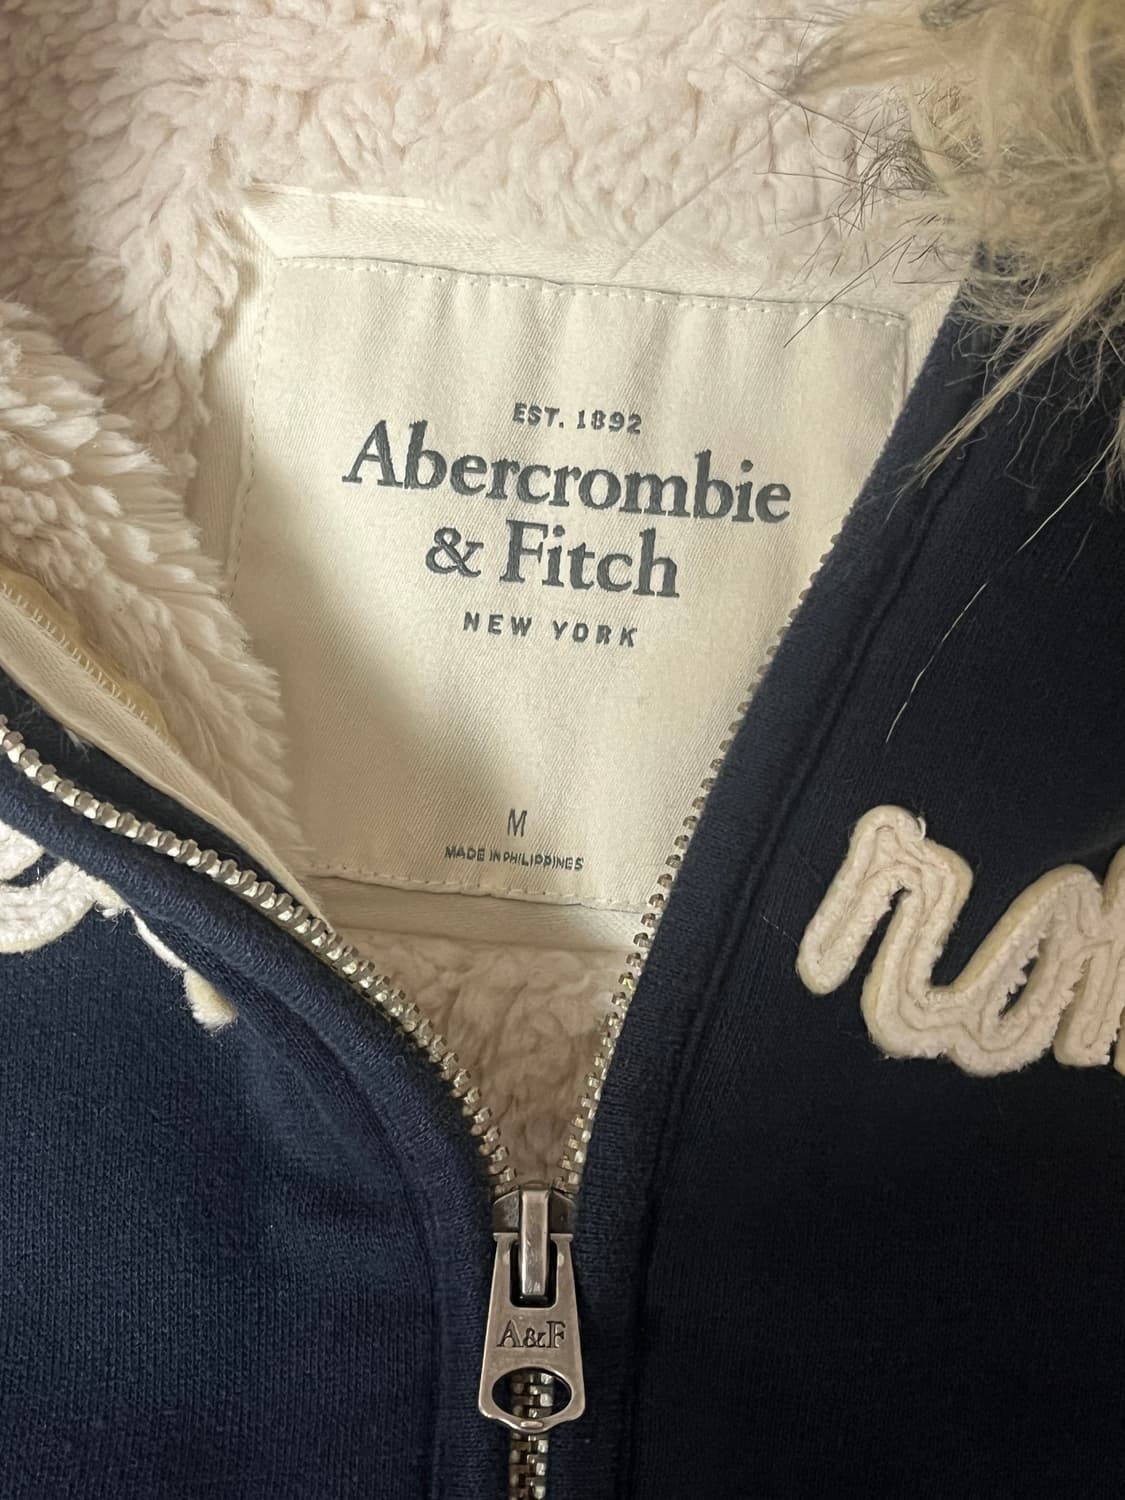 EST. 1892
Abercrombie
& Fitch
NEW YORK
M
MADE IN PHILIPPINES
A&F